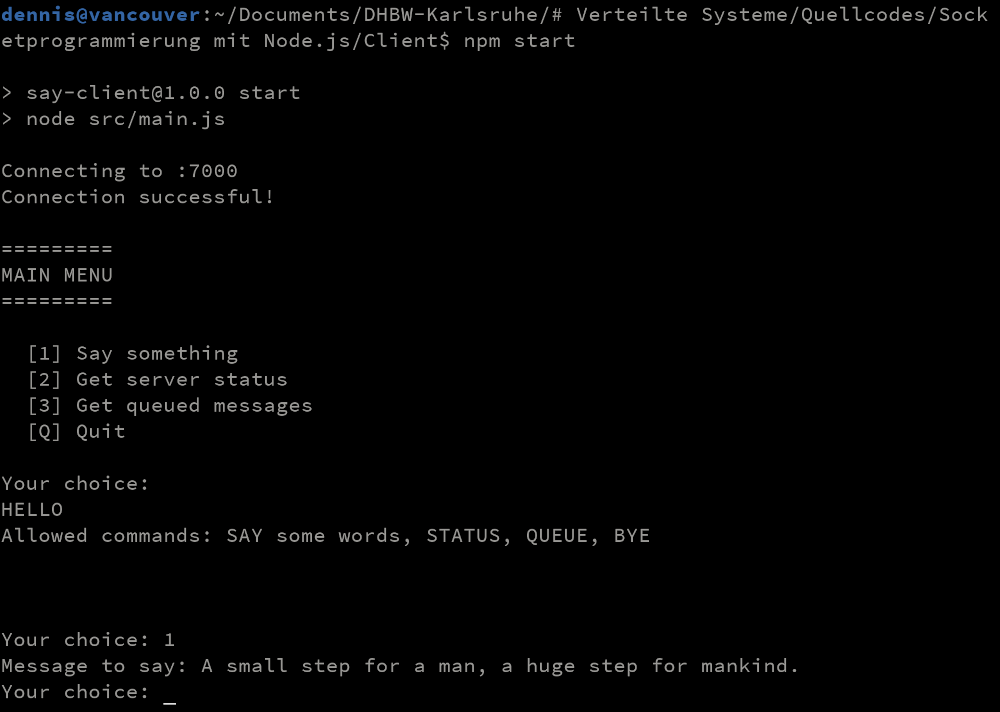 dennis@vancouver:~/Documents/DHBW-Karlsruhe/# Verteilte Systeme/Quellcodes/Sock
etprogrammierung mit Node.js/Client$ npm start
> say-client@1.0.0 start
> node src/main.js
Connecting to :7000
Connection successful!
=========
MAIN MENU
=========
[1] Say something
[2] Get server status
[3] Get queued messages
[Q] Quit
Your choice:
HELLO
Allowed commands: SAY some words, STATUS, QUEUE, BYE
Your choice: 1
Message to say: A small step for a man, a huge step for mankind.
Your choice: _